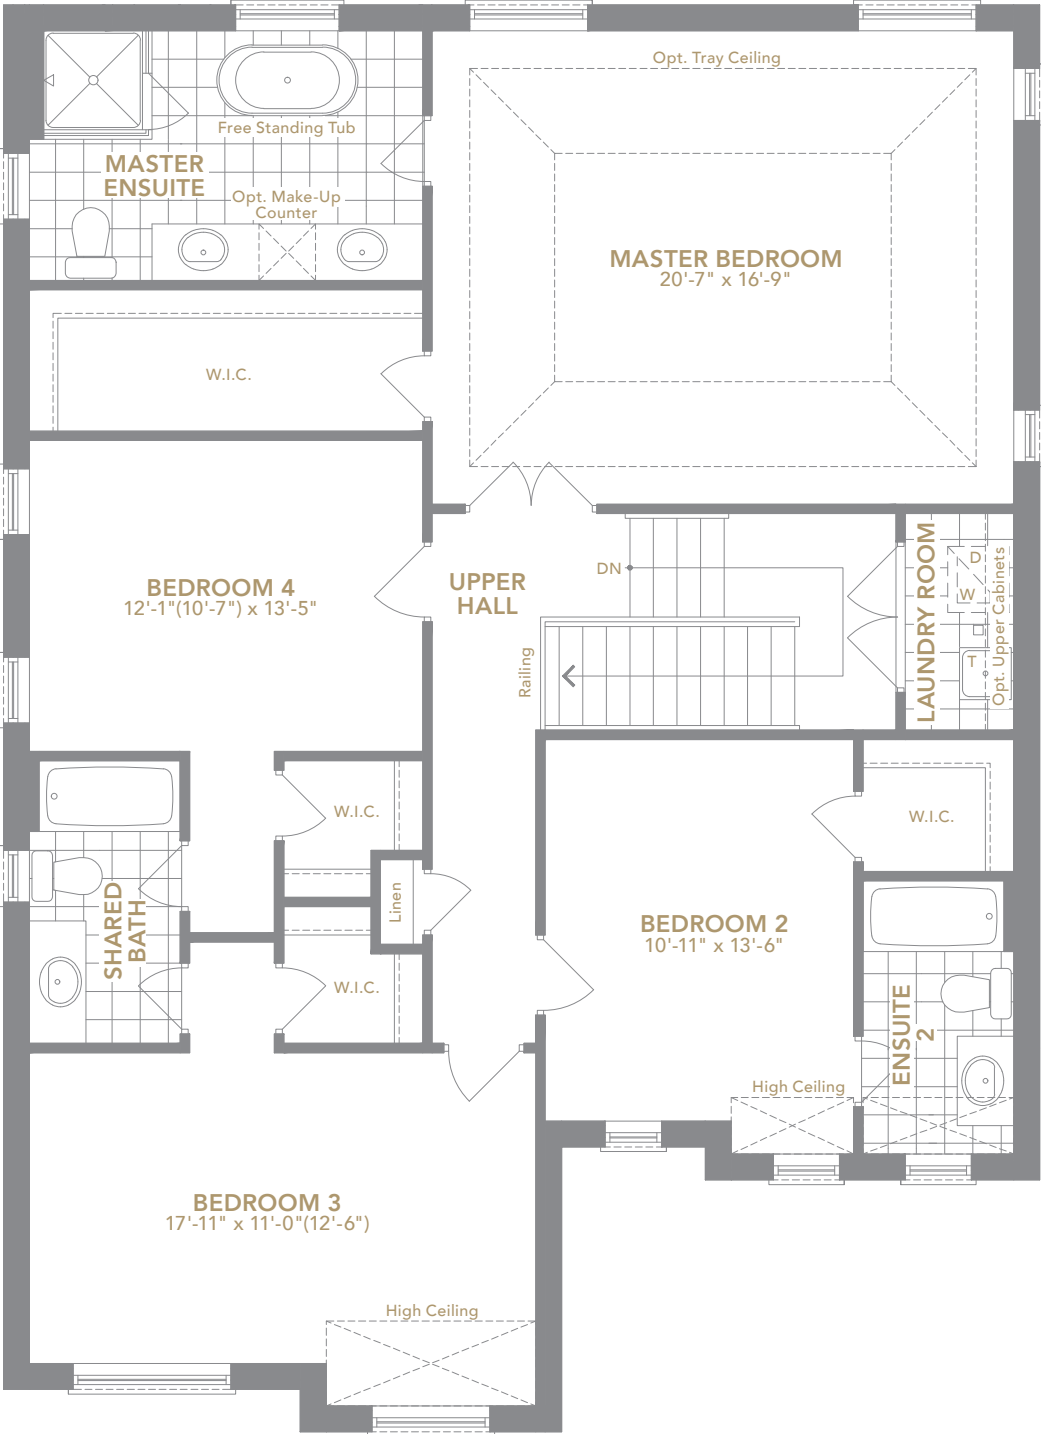 Opt. Tray Ceiling
Free Standing Tub
MASTER
ENSUITE
Opt. Make-Up
Counter
MASTER BEDROOM
20'-7" x 16'-9"
W.I.C.
BEDROOM 4
12'-1"(10'-7") x 13'-5"
UPPER
HALL
DN
Railing
LAUNDRY ROOM
D
W
T
Opt. Upper Cabinets
W.I.C.
W.I.C.
Linen
SHARED
BATH
W.I.C.
BEDROOM 2
10'-11" x 13'-6"
ENSUITE
2
High Ceiling
BEDROOM 3
17'-11" x 11'-0"(12'-6")
High Ceiling